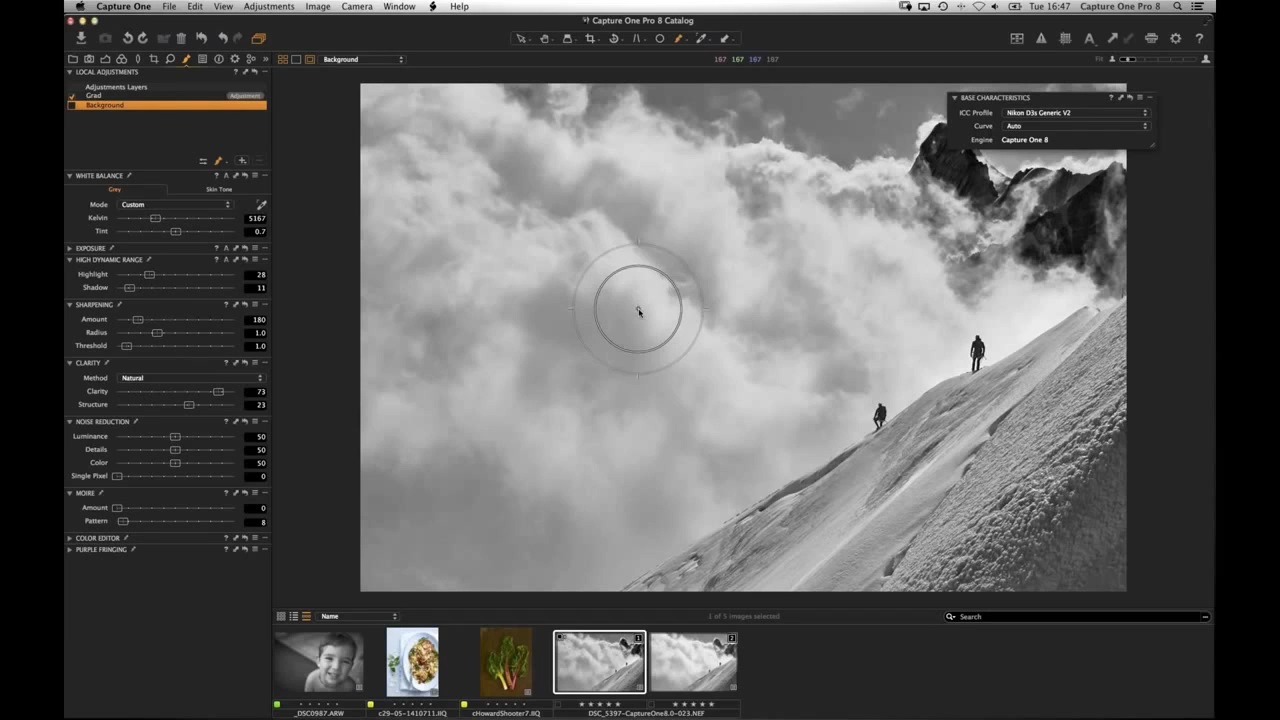 Capture One File Edit View Adjustments Image Camera Window Help Tue 16:47 Capture One Pro 8
Capture One Pro 8 Catalog
Background 167 167 167 167 Fit
LOCAL ADJUSTMENTS ?
Adjustments Layers
Grad Adjustment
Background
WHITE BALANCE ? A
Grey Skin Tone
Mode Custom
Kelvin 5167
Tint 0.7
EXPOSURE ? A
HIGH DYNAMIC RANGE ? A
Highlight 28
Shadow 11
SHARPENING ?
Amount 180
Radius 1.0
Threshold 1.0
CLARITY ?
Method Natural
Clarity 73
Structure 23
NOISE REDUCTION ?
Luminance 50
Details 50
Color 50
Single Pixel 0
MOIRE ?
Amount 0
Pattern 8
COLOR EDITOR ?
PURPLE FRINGING ?
BASE CHARACTERISTICS ?
ICC Profile Nikon D3s Generic V2
Curve Auto
Engine Capture One 8
Name 1 of 5 images selected Search
1 2
_DSC0987.ARW c29-05-1410711.IIQ cHowardShooter7.IIQ DSC_5397-CaptureOne8.0-023.NEF